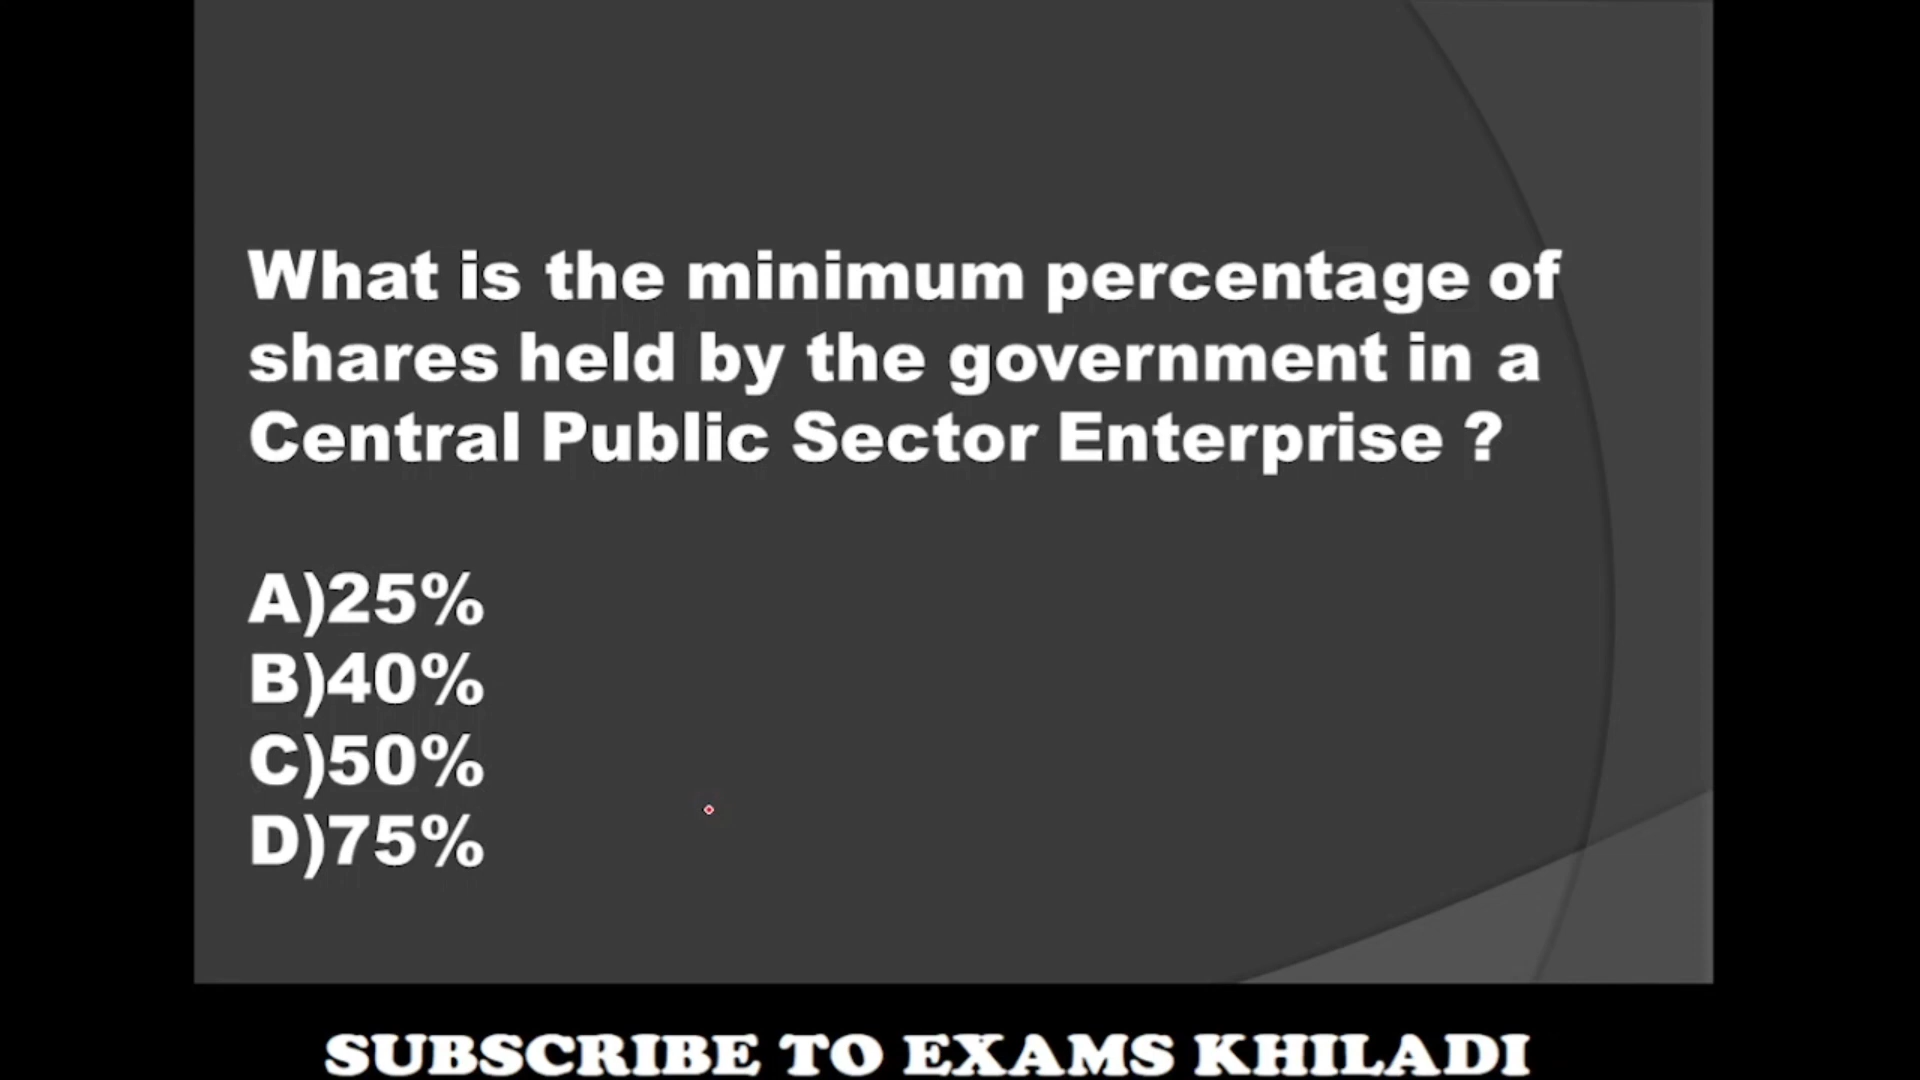 What is the minimum percentage of
shares held by the government in a
Central Public Sector Enterprise ?
A)25%
B)40%
C)50%
D)75%
SUBSCRIBE TO EXAMS KHILADI